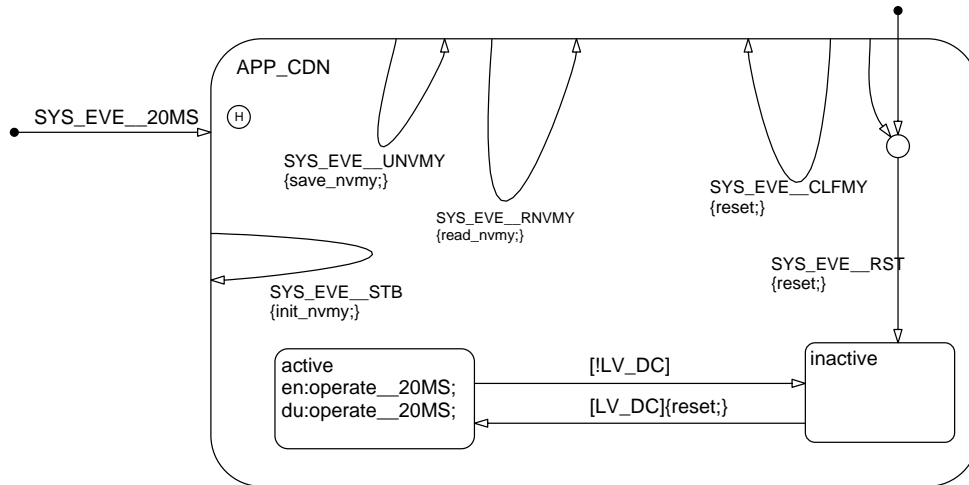 APP_CDN
SYS_EVE__20MS
H
SYS_EVE__UNVMY
{save_nvmy;}
SYS_EVE__RNVMY
{read_nvmy;}
SYS_EVE__CLFMY
{reset;}
SYS_EVE__RST
{reset;}
SYS_EVE__STB
{init_nvmy;}
active
en:operate__20MS;
du:operate__20MS;
[!LV_DC]
[LV_DC]{reset;}
inactive